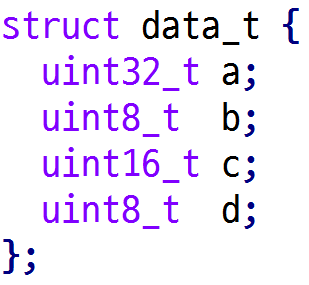 struct data_t {
  uint32_t a;
  uint8_t  b;
  uint16_t c;
  uint8_t  d;
};